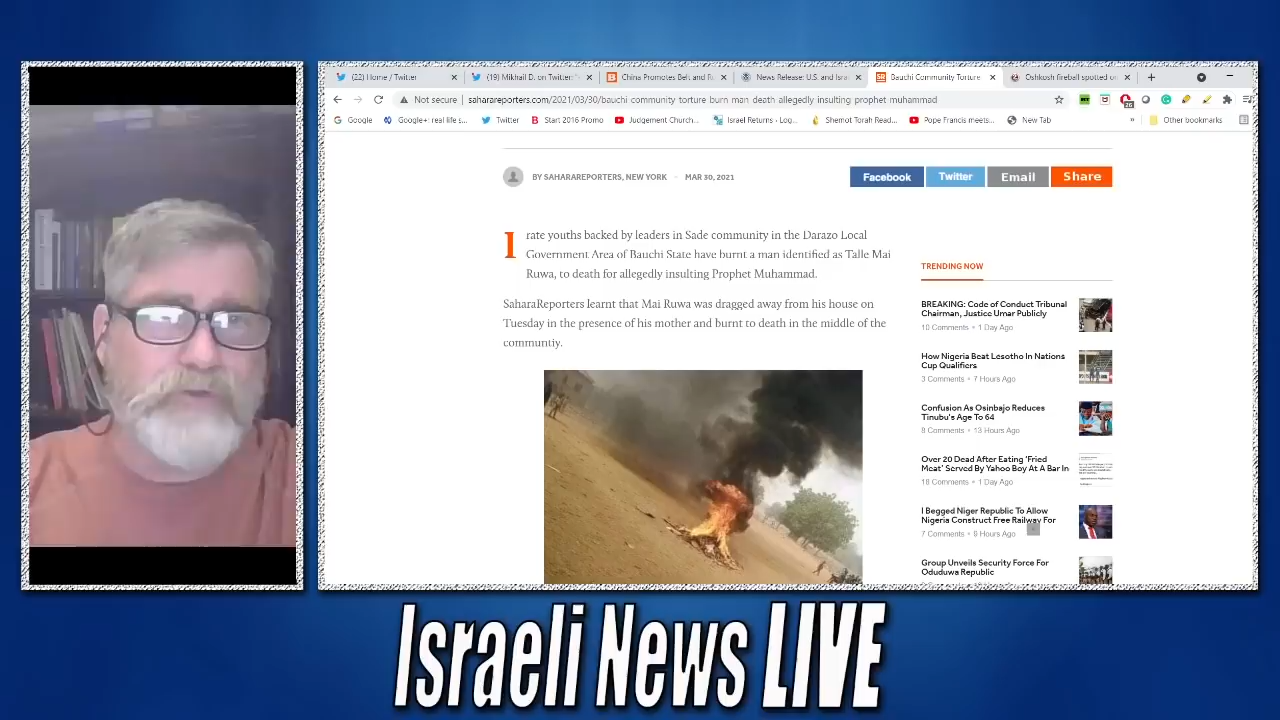 (22) Home / Twitter
(19) Mikhail D. on Twitter: "
China Promotes Belt and R
News Release: U.S. and Isra
Bauchi Community Torture
Oshkosh fireball spotted o
Not secure | saharareporters.com/2021/03/30/bauchi community torture burn man death allegedly insulting prophet muhammad
Google
Google+: real life s...
Twitter
Start 2016 Promo
Judgement Church...
Israel Returns - Log...
Shemot Torah Read...
Pope Francis meets...
New Tab
»
Other bookmarks
BY SAHARAREPORTERS, NEW YORK – MAR 30, 2021
Facebook
Twitter
Email
Share
Irate youths backed by leaders in Sade community in the Darazo Local
Government Area of Bauchi State have burnt a man identified as Talle Mai
Ruwa, to death for allegedly insulting Prophet Muhammad.
SaharaReporters learnt that Mai Ruwa was dragged away from his house on
Tuesday in the presence of his mother and burnt to death in the middle of the
communtiy.
TRENDING NOW
BREAKING: Code of Conduct Tribunal
Chairman, Justice Umar Publicly
10 Comments • 1 Day Ago
How Nigeria Beat Lesotho In Nations
Cup Qualifiers
3 Comments • 7 Hours Ago
Confusion As Osinbajo Reduces
Tinubu's Age To 64
8 Comments • 13 Hours Ago
Over 20 Dead After Eating 'Fried
Meat' Served By Yahoo Boy At A Bar In
18 Comments • 1 Day Ago
I Begged Niger Republic To Allow
Nigeria Construct Free Railway For
7 Comments • 8 Hours Ago
Group Unveils Security Force For
Oduduwa Republic
Israeli News LIVE